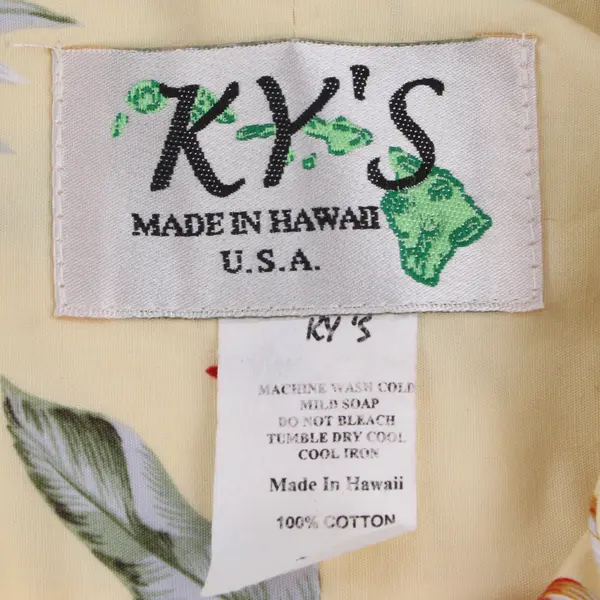 KY'S
MADE IN HAWAII
U.S.A.
KY'S
MACHINE WASH COLD
MILD SOAP
DO NOT BLEACH
TUMBLE DRY COOL
COOL IRON
Made In Hawaii
100% COTTON